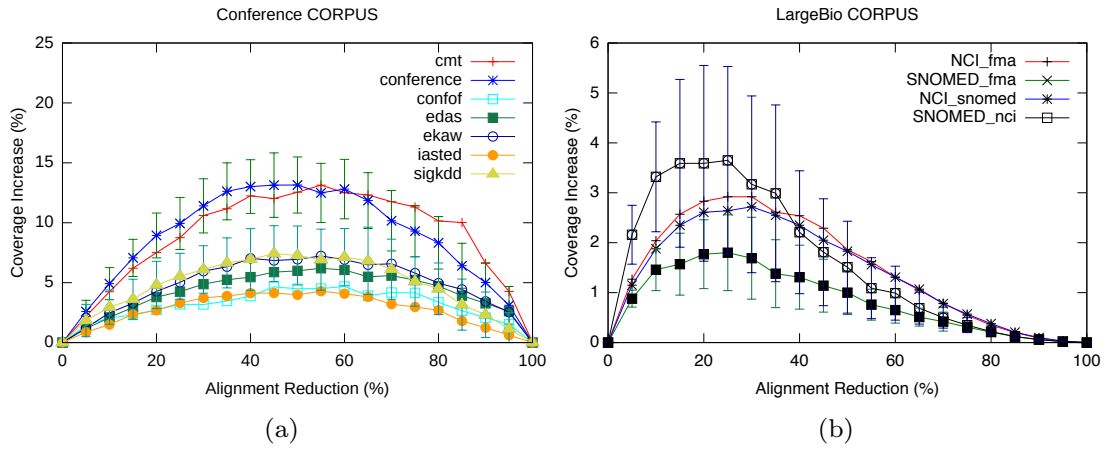 Conference CORPUS
25
20
15
10
5
0
0 20 40 60 80 100
Coverage Increase (%)
Alignment Reduction (%)
cmt
conference
confof
edas
ekaw
iasted
sigkdd
(a)
LargeBio CORPUS
6
5
4
3
2
1
0
0 20 40 60 80 100
Coverage Increase (%)
Alignment Reduction (%)
NCI_fma
SNOMED_fma
NCI_snomed
SNOMED_nci
(b)